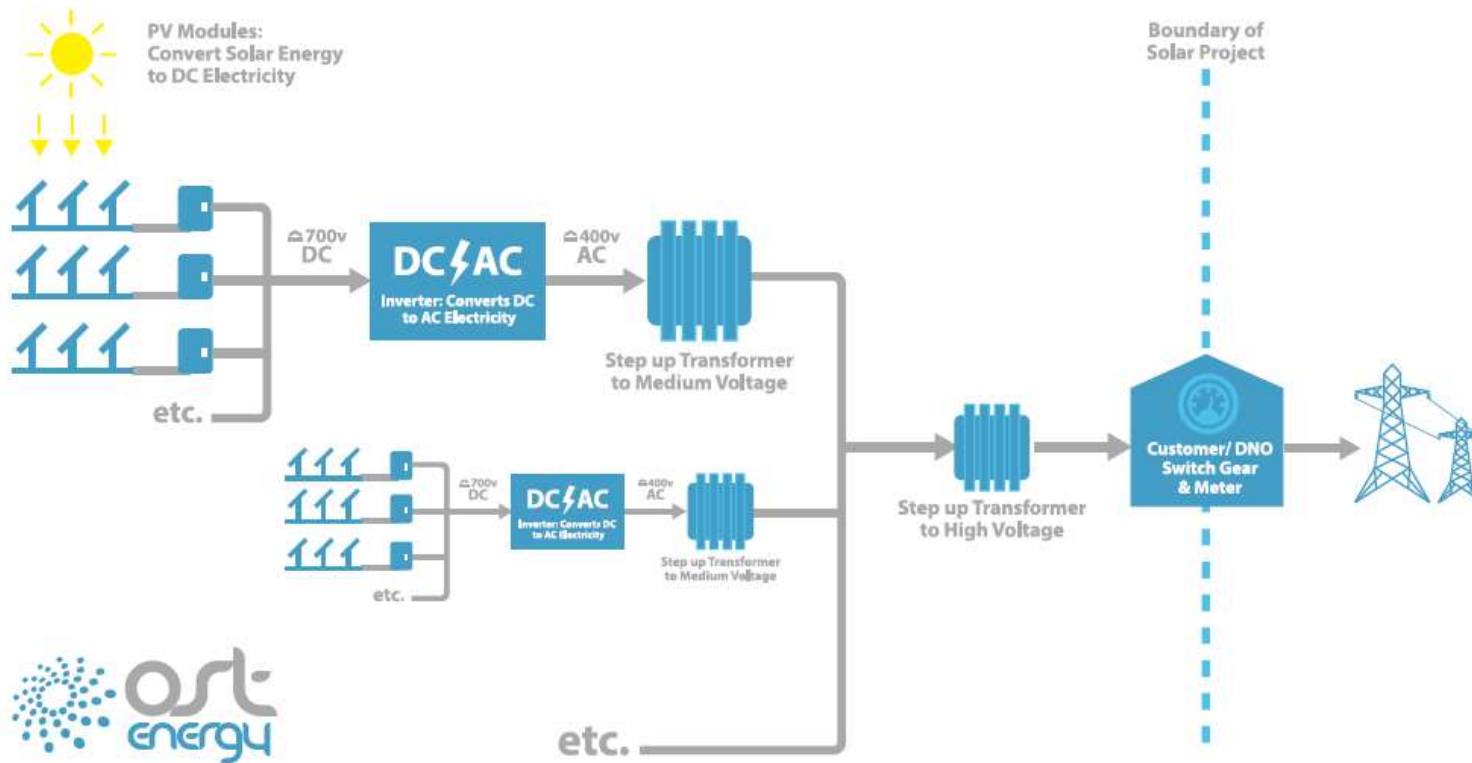 PV Modules:
Convert Solar Energy
to DC Electricity
Boundary of
Solar Project
≏700v
DC
DC AC
Inverter: Converts DC
to AC Electricity
≏400v
AC
Step up Transformer
to Medium Voltage
etc.
≏700v
DC
DC AC
Inverter: Converts DC
to AC Electricity
≏400v
AC
Step up Transformer
to Medium Voltage
etc.
Step up Transformer
to High Voltage
Customer/ DNO
Switch Gear
& Meter
etc.
ost
energy